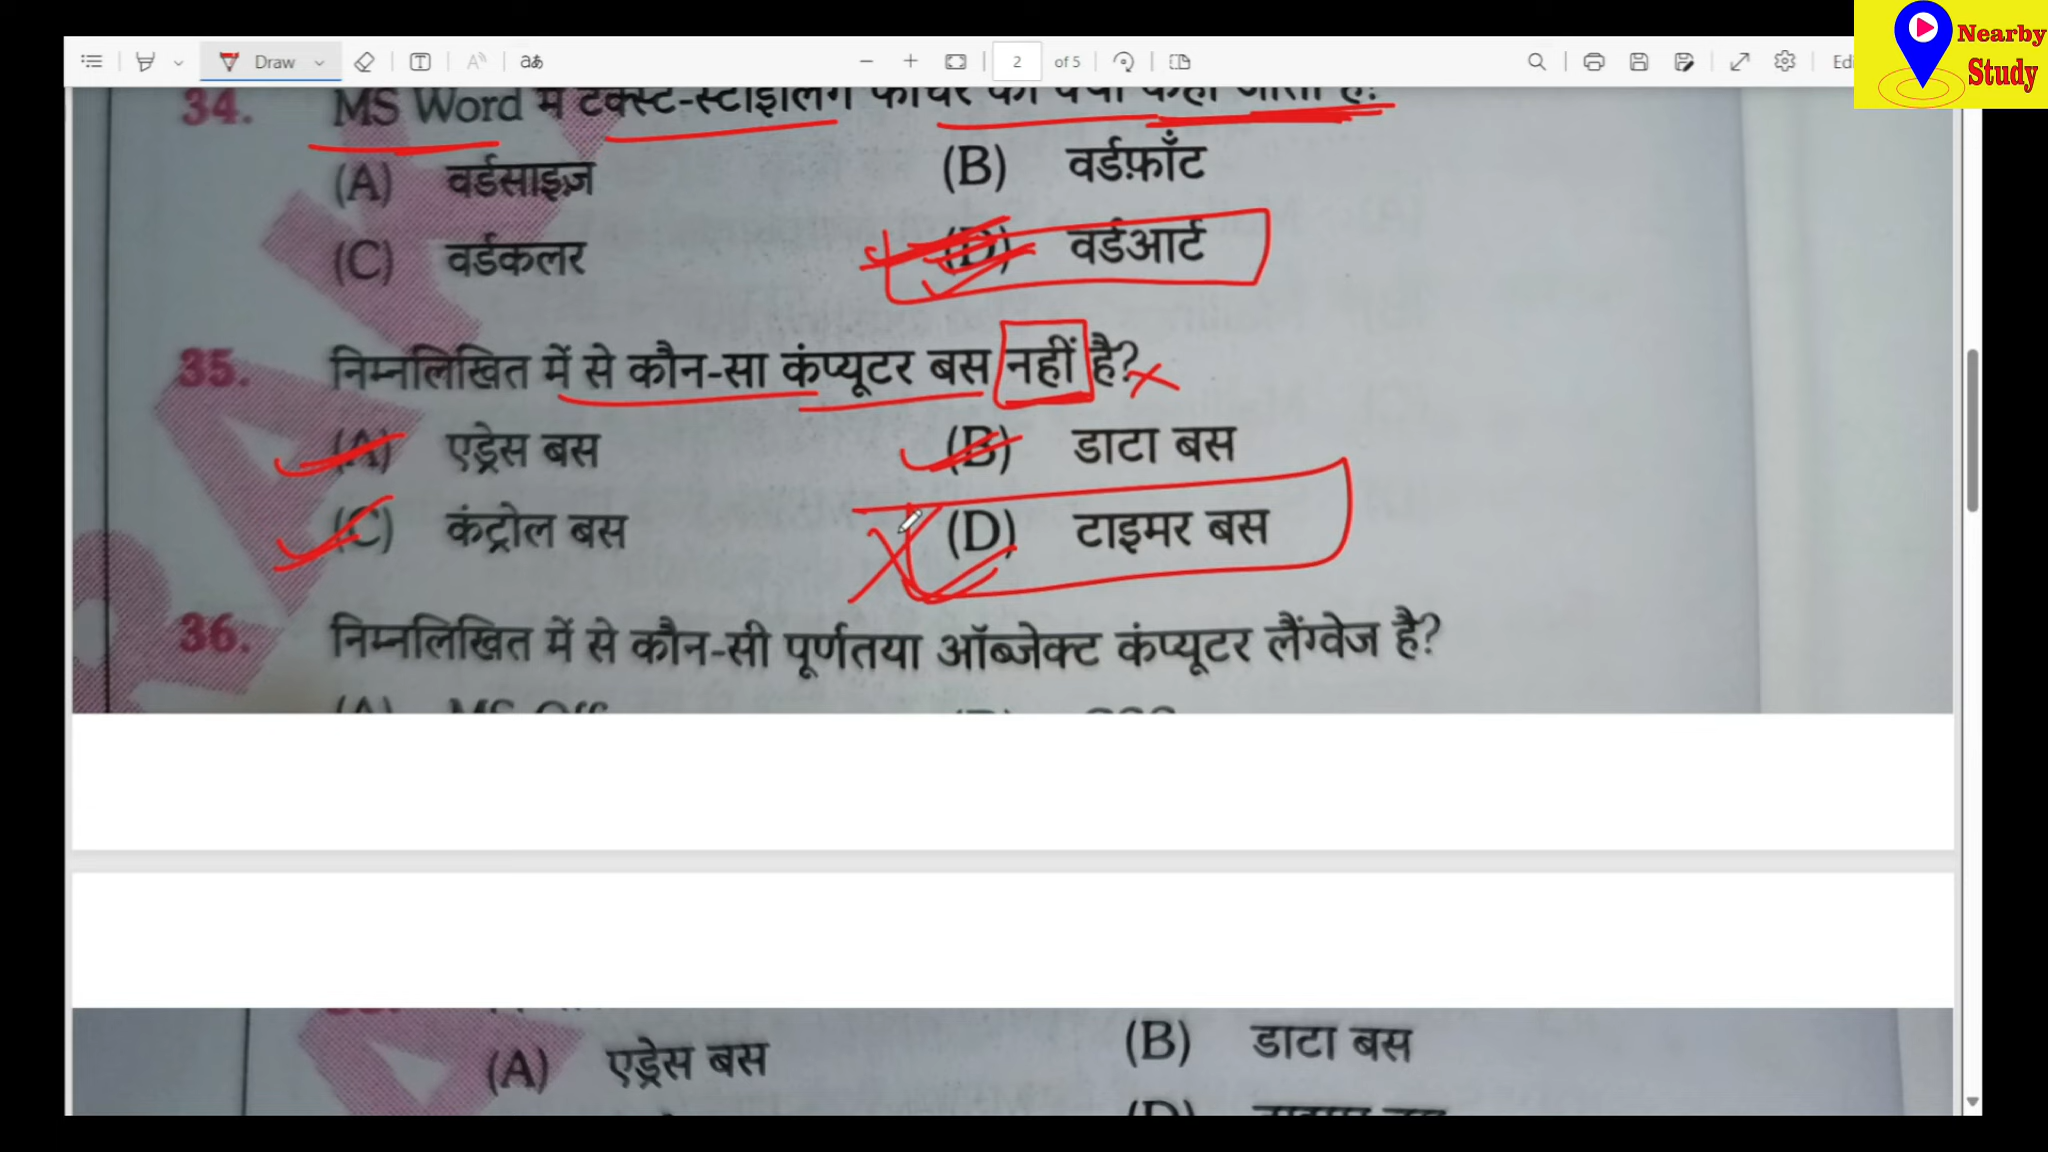 Nearby
Study
Draw
2 of 5
34. MS Word में टेक्स्ट-स्टाइलिंग फीचर को क्या कहा जाता है?
(A) वर्डसाइज़ (B) वर्डफ़ॉंट
(C) वर्डकलर (D) वर्डआर्ट
35. निम्नलिखित में से कौन-सा कंप्यूटर बस नहीं है?
(A) एड्रेस बस (B) डाटा बस
(C) कंट्रोल बस (D) टाइमर बस
36. निम्नलिखित में से कौन-सी पूर्णतया ऑब्जेक्ट कंप्यूटर लैंग्वेज है?
(A) एड्रेस बस (B) डाटा बस